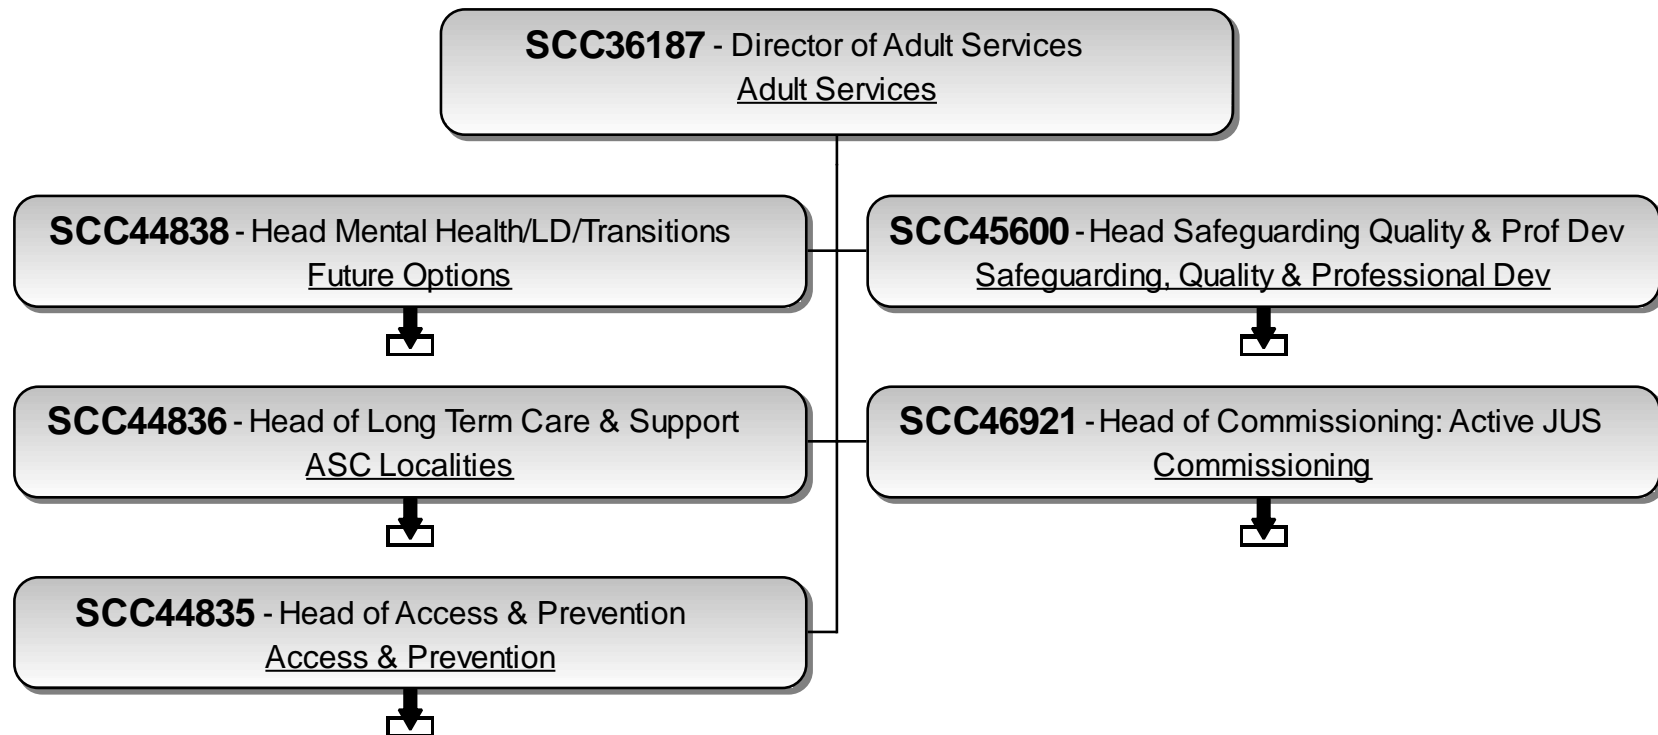 SCC36187 - Director of Adult Services
Adult Services
SCC44838 - Head Mental Health/LD/Transitions
Future Options
SCC45600 - Head Safeguarding Quality & Prof Dev
Safeguarding, Quality & Professional Dev
SCC44836 - Head of Long Term Care & Support
ASC Localities
SCC46921 - Head of Commissioning: Active JUS
Commissioning
SCC44835 - Head of Access & Prevention
Access & Prevention